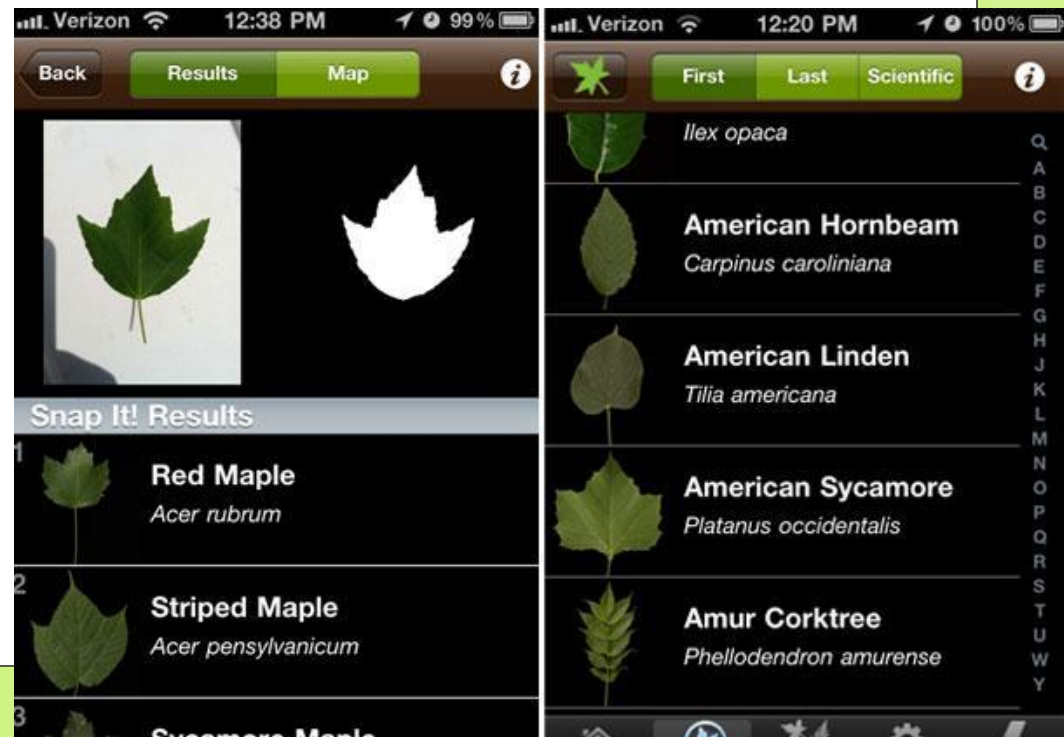 Verizon 12:38 PM 99%
Back Results Map i
Snap It! Results
1
Red Maple
Acer rubrum
2
Striped Maple
Acer pensylvanicum
3
Sycamore Maple
Verizon 12:20 PM 100%
First Last Scientific i
Ilex opaca
American Hornbeam
Carpinus caroliniana
American Linden
Tilia americana
American Sycamore
Platanus occidentalis
Amur Corktree
Phellodendron amurense
A
B
C
D
E
F
G
H
J
K
L
M
N
O
P
Q
R
S
T
U
W
Y